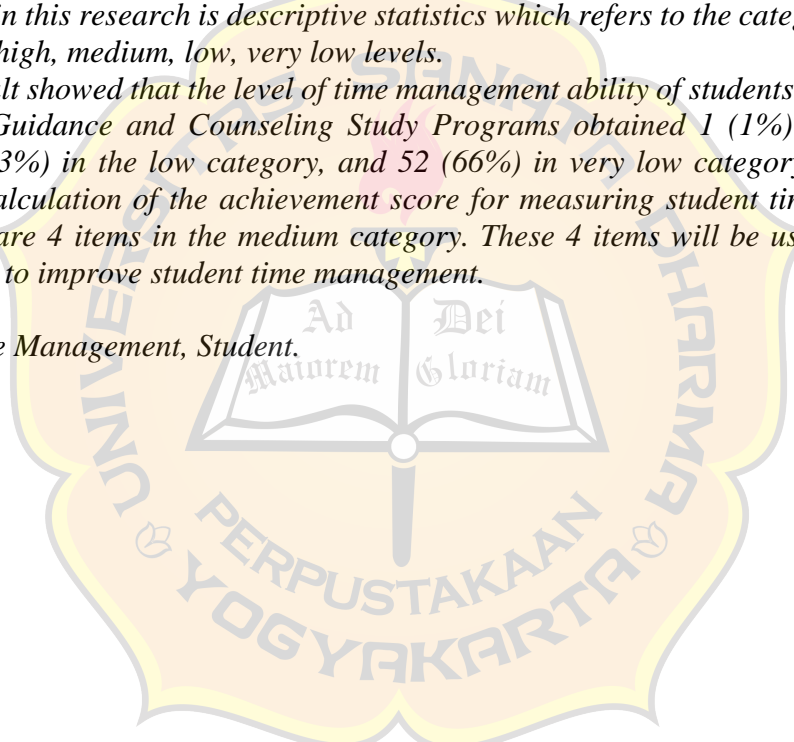 in this research is descriptive statistics which refers to the categ
high, medium, low, very low levels.
lt showed that the level of time management ability of students
Guidance and Counseling Study Programs obtained 1 (1%)
3%) in the low category, and 52 (66%) in very low category
alculation of the achievement score for measuring student tin
are 4 items in the medium category. These 4 items will be us
to improve student time management.
e Management, Student.
UNIVERSITAS SANATA DHARMA
Ad Maiorem
Dei Gloriam
PERPUSTAKAAN
YOGYAKARTA